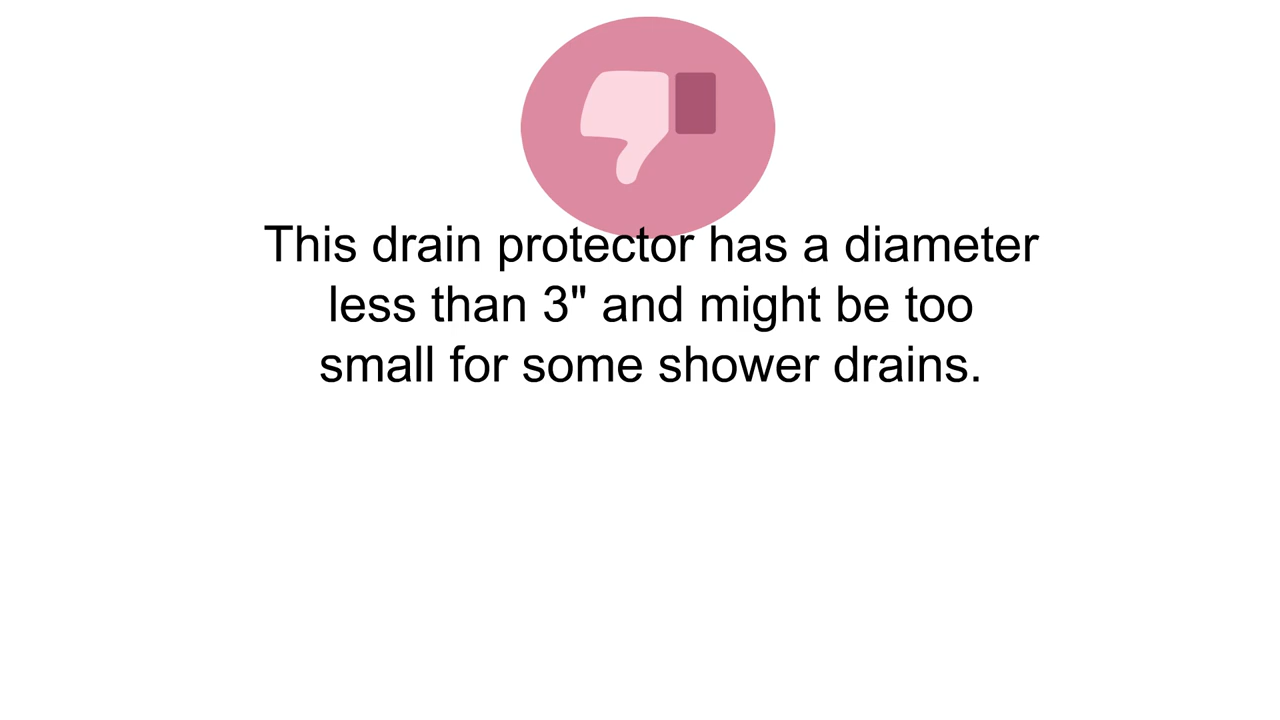 This drain protector has a diameter
less than 3" and might be too
small for some shower drains.